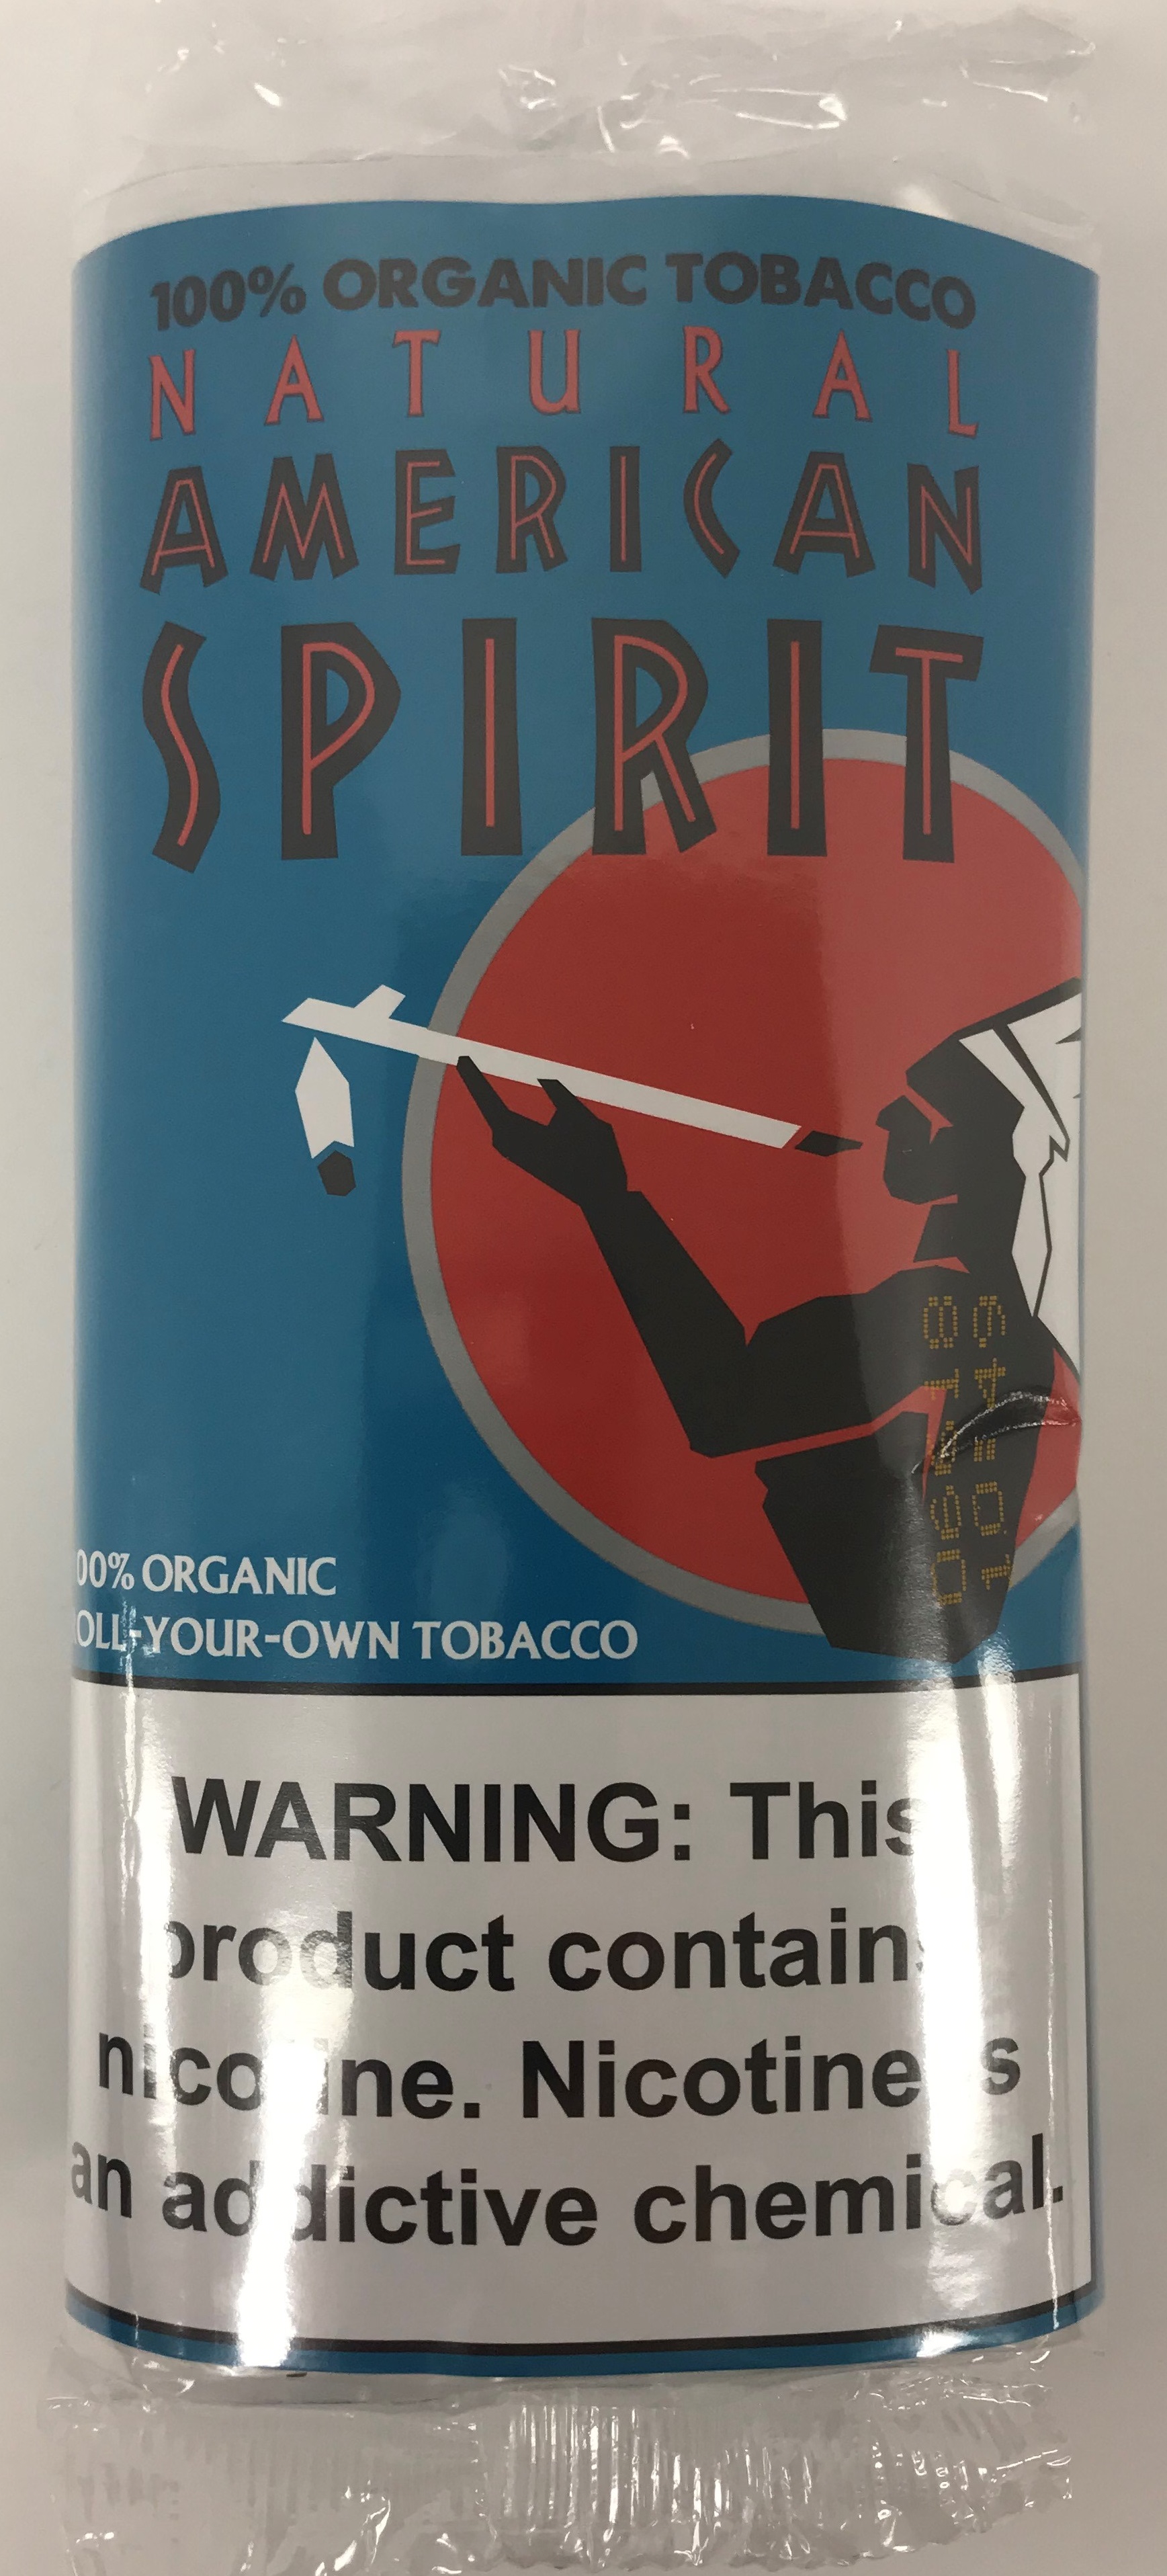 100% ORGANIC TOBACCO
NATURAL
AMERICAN
SPIRIT
00% ORGANIC
OLL-YOUR-OWN TOBACCO
WARNING: This
product contains
nicotine. Nicotine is
an addictive chemical.